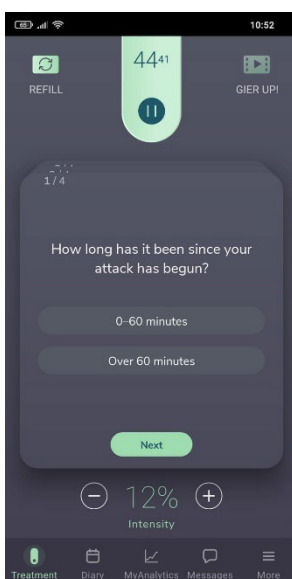 65
10:52
REFILL
44 41
GIER UP!
1/4
How long has it been since your
attack has begun?
0–60 minutes
Over 60 minutes
Next
12%
Intensity
Treatment Diary MyAnalytics Messages More